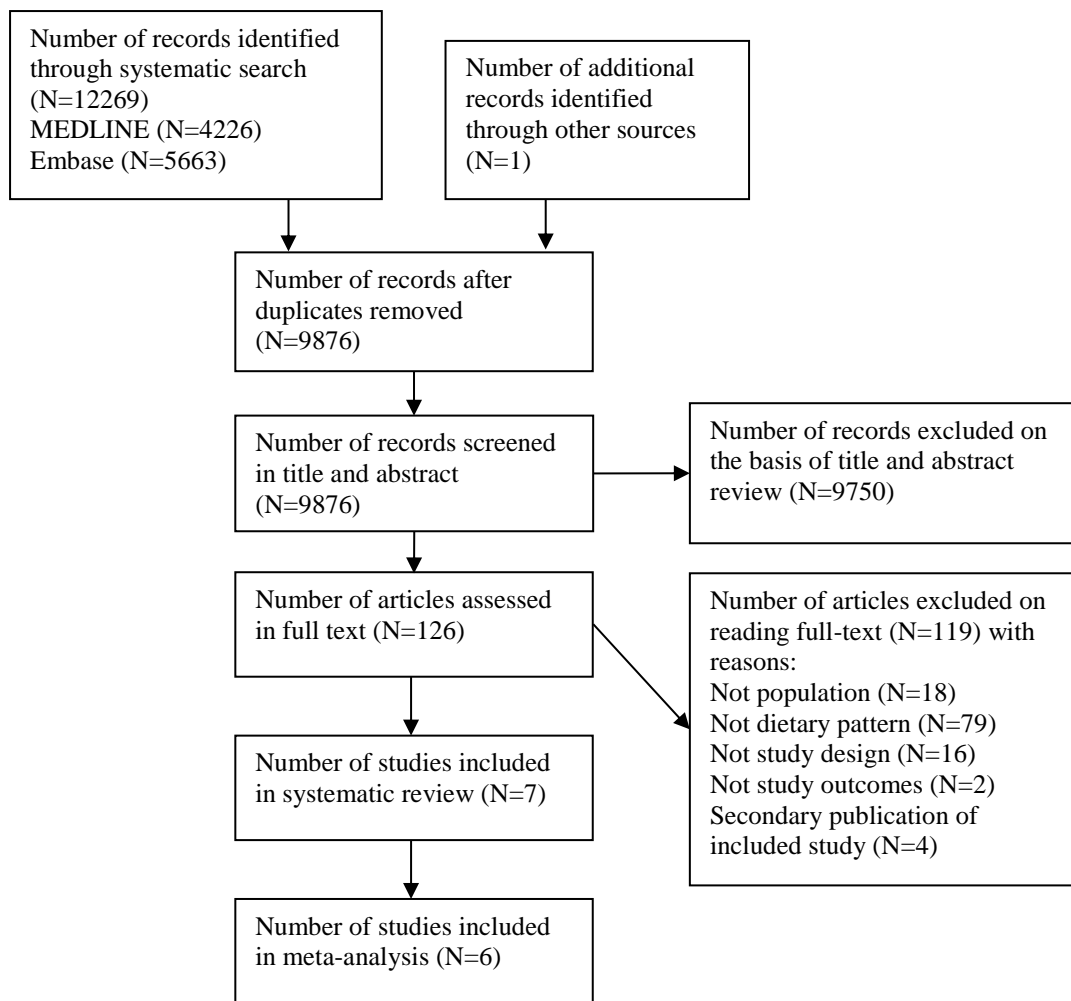 Number of records identified
through systematic search
(N=12269)
MEDLINE (N=4226)
Embase (N=5663)
Number of additional
records identified
through other sources
(N=1)
Number of records after
duplicates removed
(N=9876)
Number of records screened
in title and abstract
(N=9876)
Number of records excluded on
the basis of title and abstract
review (N=9750)
Number of articles assessed
in full text (N=126)
Number of articles excluded on
reading full-text (N=119) with
reasons:
Not population (N=18)
Not dietary pattern (N=79)
Not study design (N=16)
Not study outcomes (N=2)
Secondary publication of
included study (N=4)
Number of studies included
in systematic review (N=7)
Number of studies included
in meta-analysis (N=6)